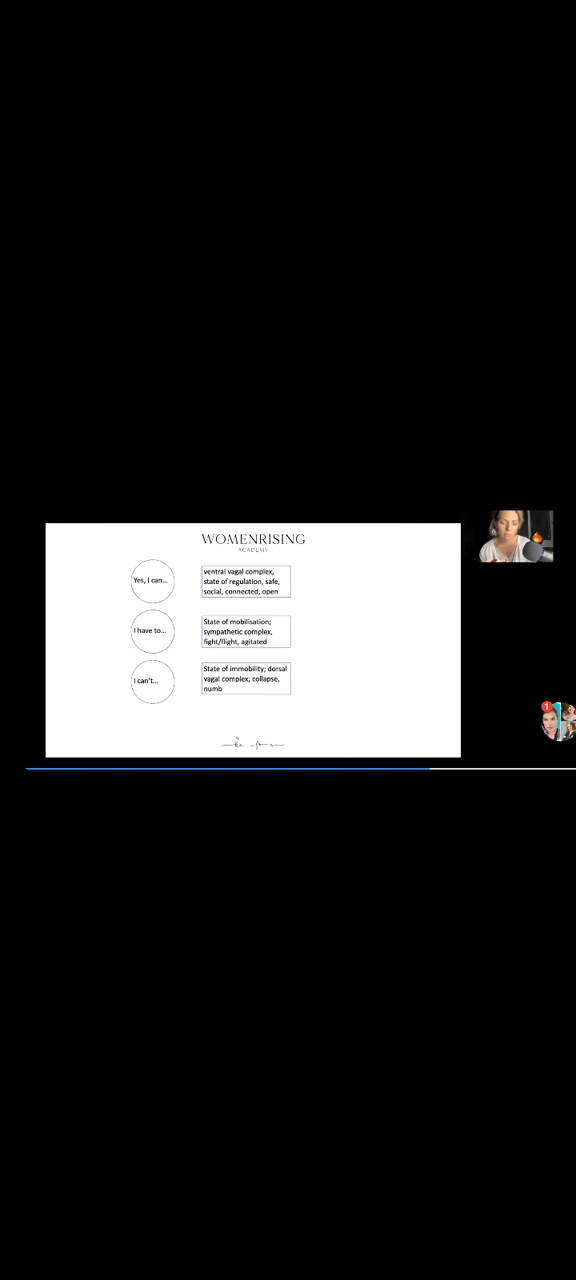 WOMENRISING
ACADEMY
Yes, I can...
ventral vagal complex,
state of regulation, safe,
social, connected, open
I have to...
State of mobilisation;
sympathetic complex,
fight/flight, agitated
I can't...
State of immobility; dorsal
vagal complex; collapse,
numb
1